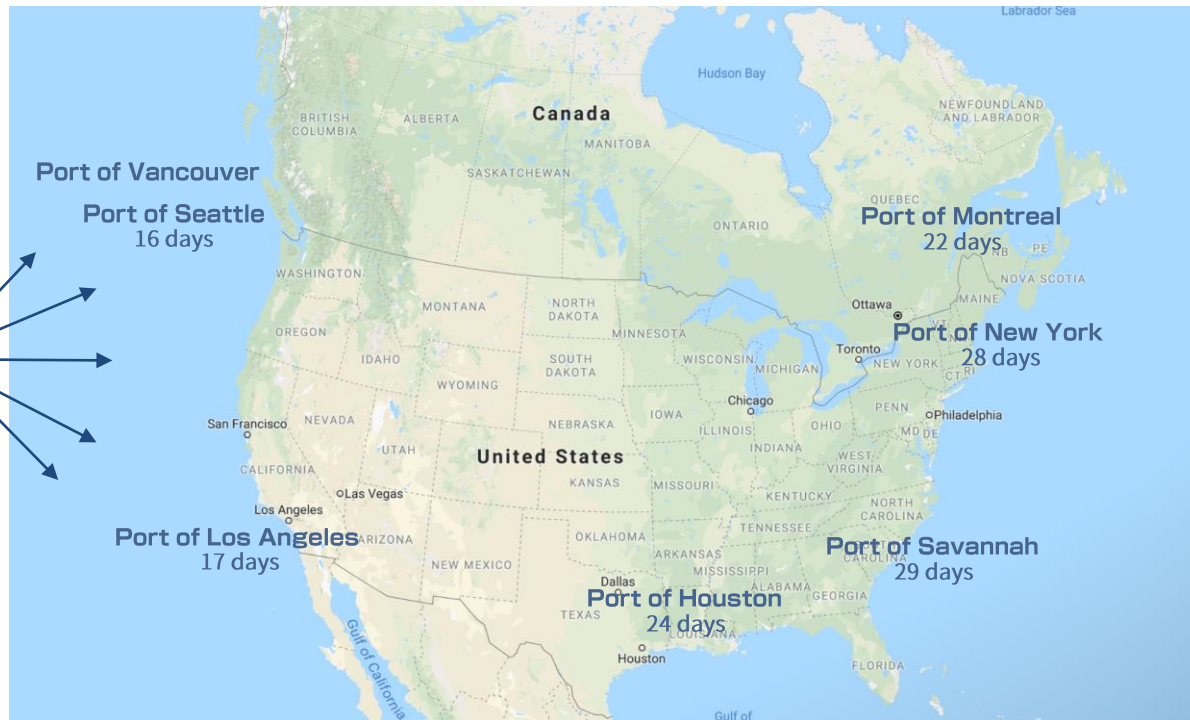 Labrador Sea
Hudson Bay
Canada
NEWFOUNDLAND
AND LABRADOR
BRITISH
COLUMBIA
ALBERTA
MANITOBA
SASKATCHEWAN
Port of Vancouver
QUEBEC
Port of Seattle
16 days
ONTARIO
Port of Montreal
22 days
NB
PE
NOVA SCOTIA
WASHINGTON
MONTANA
NORTH
DAKOTA
MAINE
Ottawa
OREGON
MINNESOTA
Port of New York
28 days
IDAHO
SOUTH
DAKOTA
WISCONSIN
MICHIGAN
Toronto
NEW YORK
CT
RI
WYOMING
Chicago
IOWA
PENN
Philadelphia
San Francisco
NEVADA
NEBRASKA
ILLINOIS
OHIO
MD
DE
INDIANA
UTAH
United States
WEST
VIRGINIA
CALIFORNIA
KANSAS
MISSOURI
Las Vegas
KENTUCKY
NORTH
CAROLINA
Los Angeles
TENNESSEE
Port of Los Angeles
17 days
ARIZONA
OKLAHOMA
ARKANSAS
Port of Savannah
29 days
CAROLINA
NEW MEXICO
MISSISSIPPI
Dallas
ALABAMA
GEORGIA
Port of Houston
24 days
TEXAS
LOUISIANA
Gulf of California
Houston
FLORIDA
Gulf of